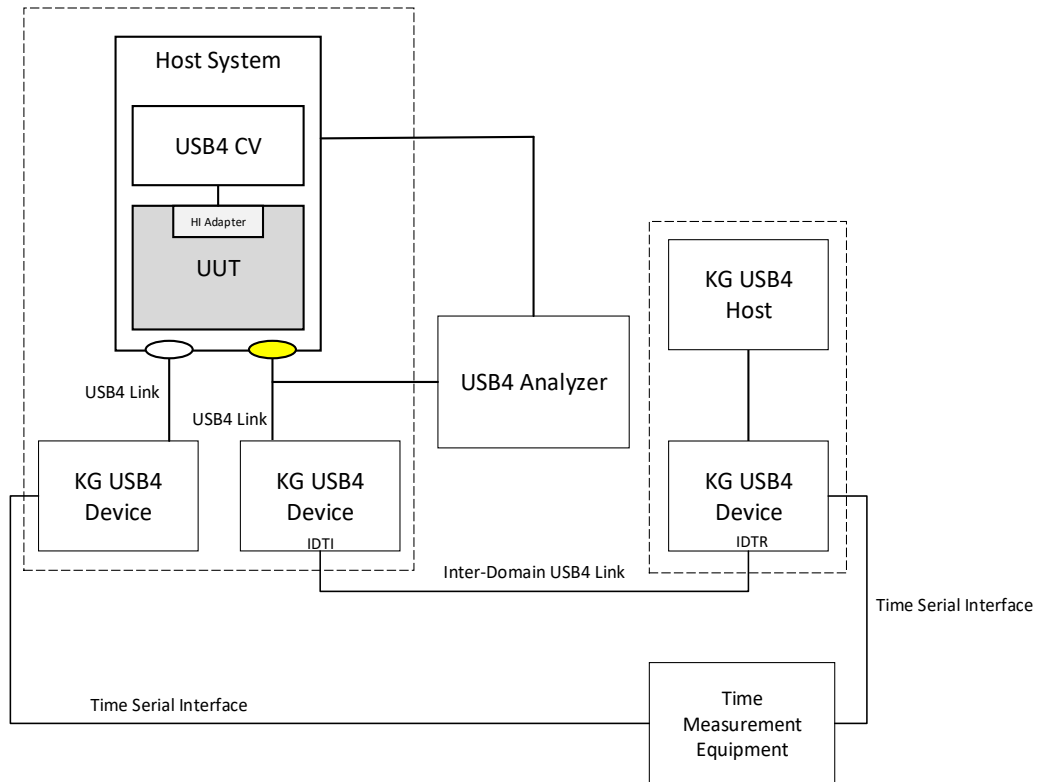 Host System
USB4 CV
HI Adapter
UUT
USB4 Link
USB4 Link
USB4 Analyzer
KG USB4
Host
KG USB4
Device
KG USB4
Device
IDTI
KG USB4
Device
IDTR
Inter-Domain USB4 Link
Time Serial Interface
Time Serial Interface
Time
Measurement
Equipment